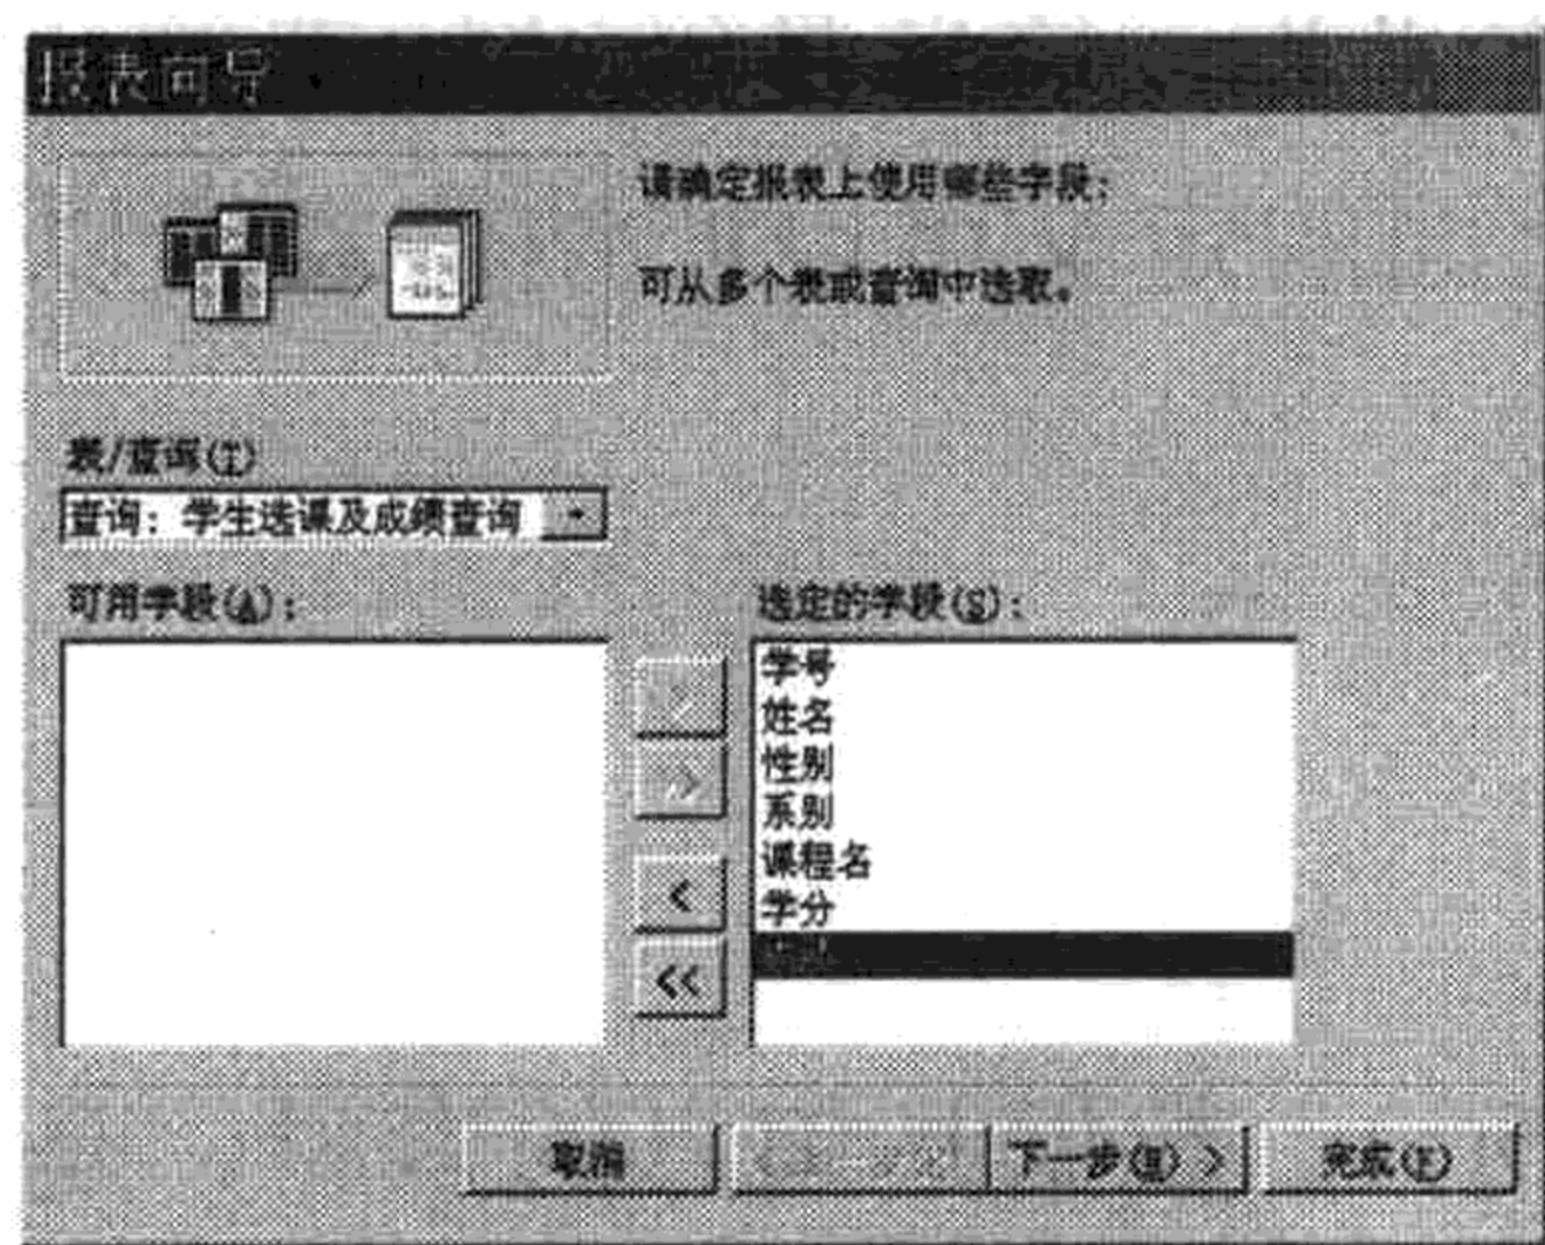 报表向导
请确定报表上使用哪些字段:
可从多个表或查询中选取。
表/查询(T)
查询: 学生选课及成绩查询
可用字段(A):
选定的字段(S):
学号
姓名
性别
系别
课程名
学分
>
>>
<
<<
取消
下一步(N) >
完成(F)